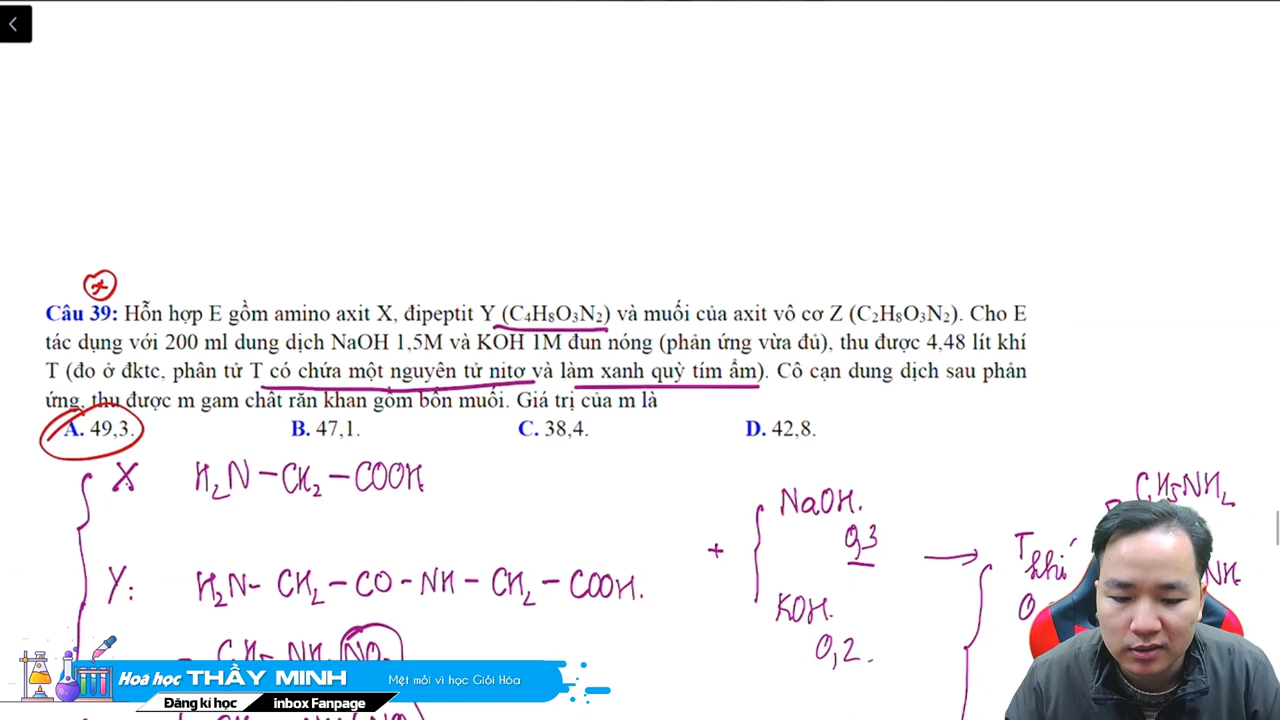 Câu 39: Hỗn hợp E gồm amino axit X, đipeptit Y (C₄H₈O₃N₂) và muối của axit vô cơ Z (C₂H₈O₃N₂). Cho E
tác dụng với 200 ml dung dịch NaOH 1,5M và KOH 1M đun nóng (phản ứng vừa đủ), thu được 4,48 lít khí
T (đo ở đktc, phân tử T có chứa một nguyên tử nitơ và làm xanh quỳ tím ẩm). Cô cạn dung dịch sau phản
ứng, thu được m gam chất rắn khan gồm bốn muối. Giá trị của m là
A. 49,3. B. 47,1. C. 38,4. D. 42,8.
X H₂N – CH₂ – COOH
Y: H₂N – CH₂ – CO – NH – CH₂ – COOH.
+ NaOH. 0,3
KOH. 0,2.
T khí
C₂H₅NH₂
Hoá học THẦY MINH
Mệt mỏi vì học Giỏi Hóa
Đăng kí học inbox Fanpage